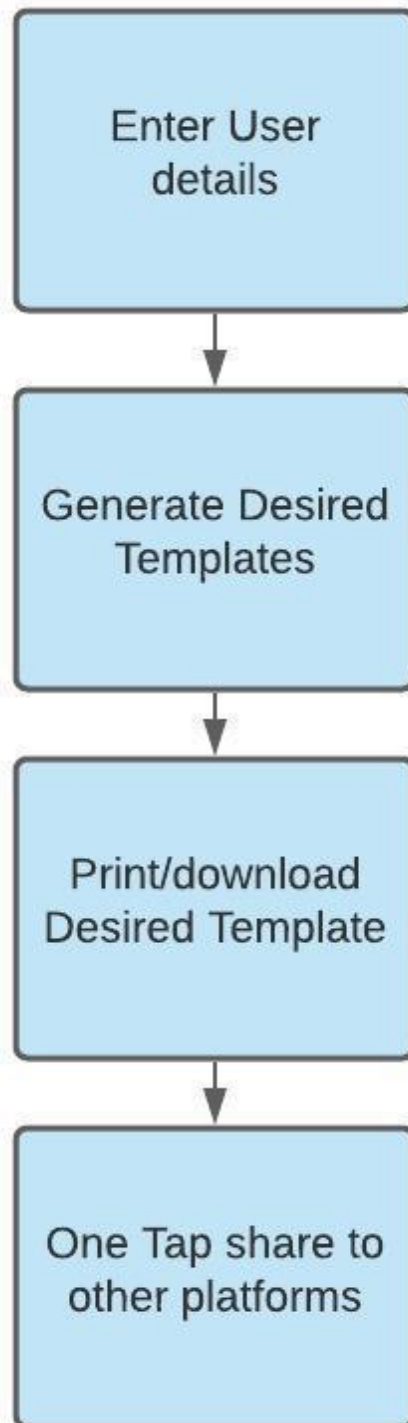 Enter User
details
Generate Desired
Templates
Print/download
Desired Template
One Tap share to
other platforms